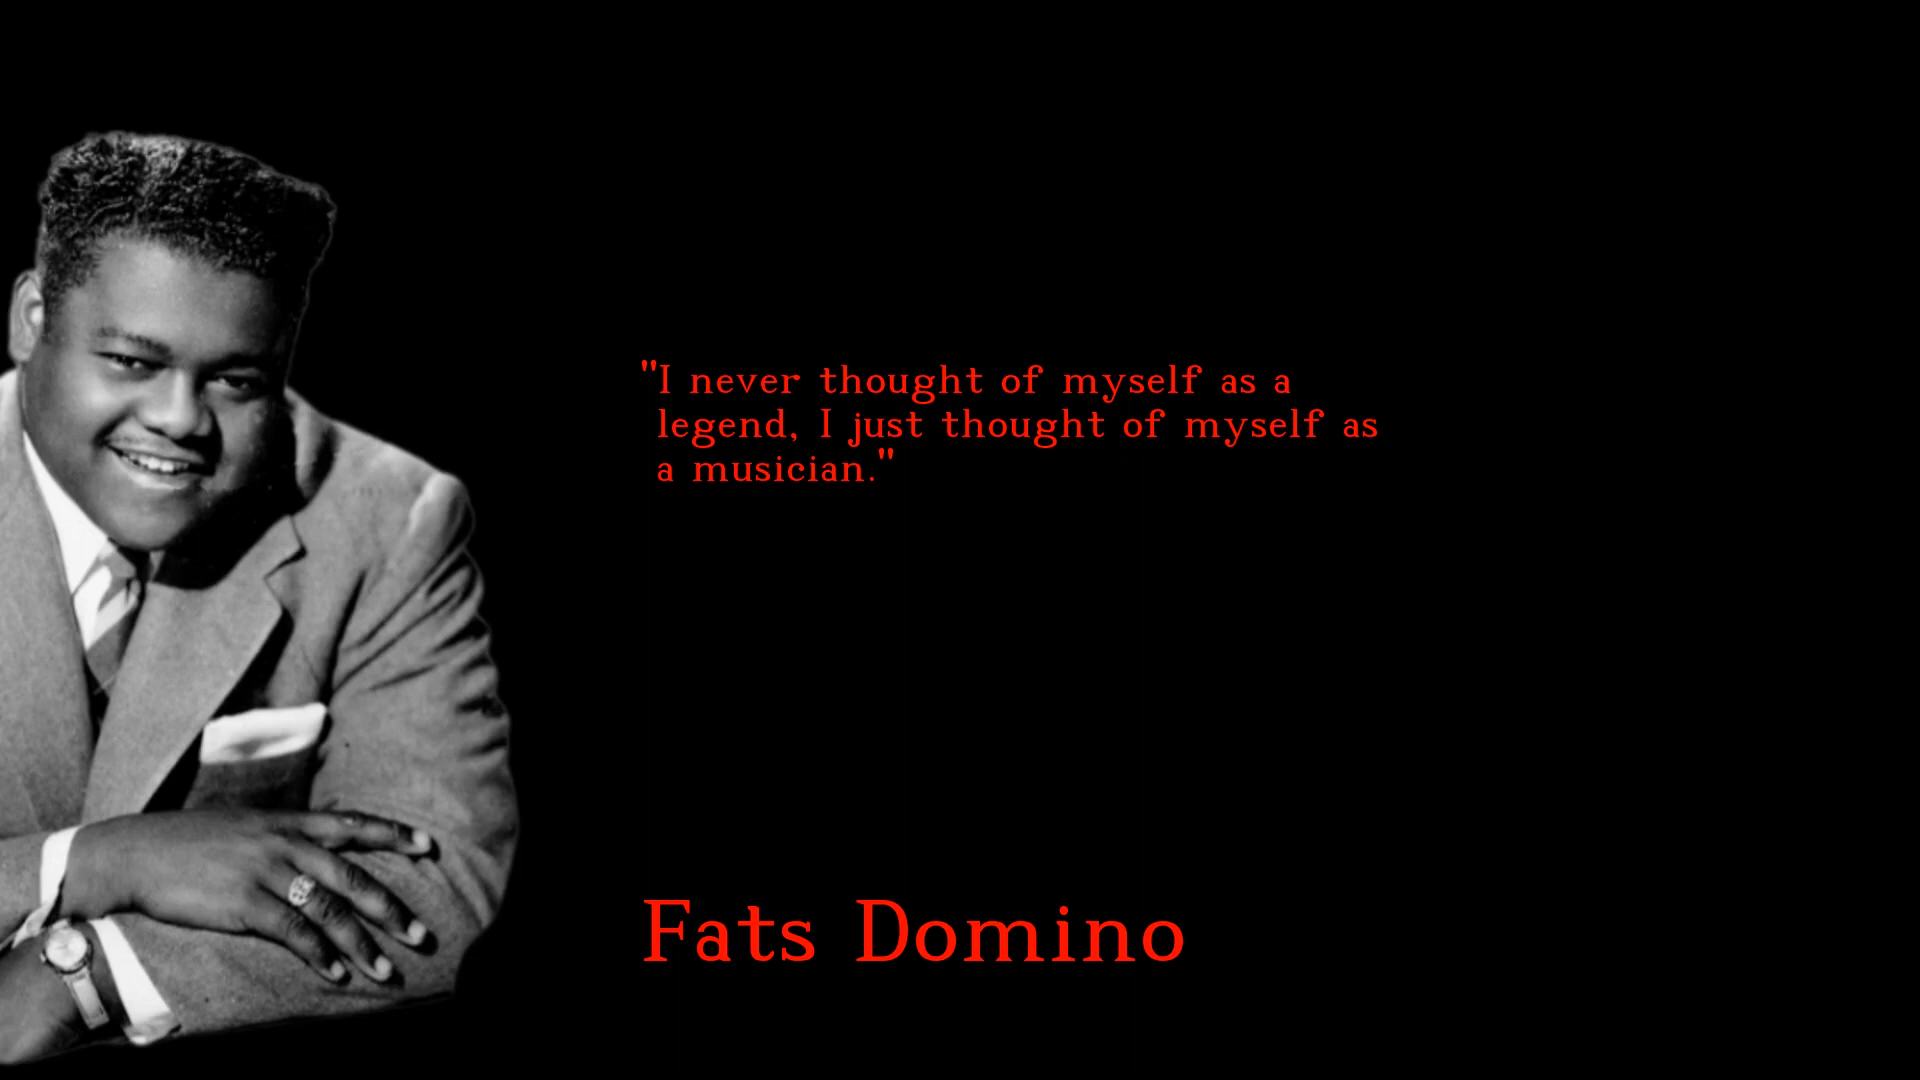 "I never thought of myself as a
legend, I just thought of myself as
a musician."
Fats Domino